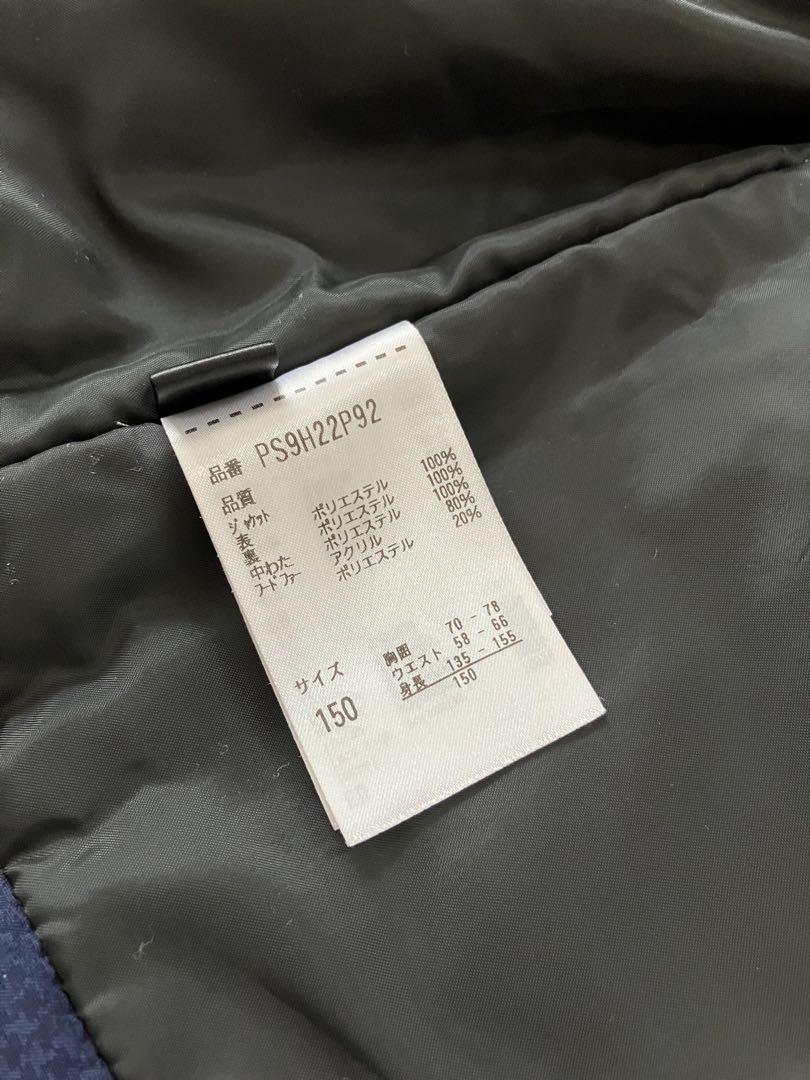 品番 PS9H22P92
品質
ジャケット
表 ポリエステル 100%
裏 ポリエステル 100%
中わた ポリエステル 100%
フードファー アクリル 80%
ポリエステル 20%
サイズ
150
胸囲 70 - 78
ウエスト 58 - 66
身長 135 - 155
150